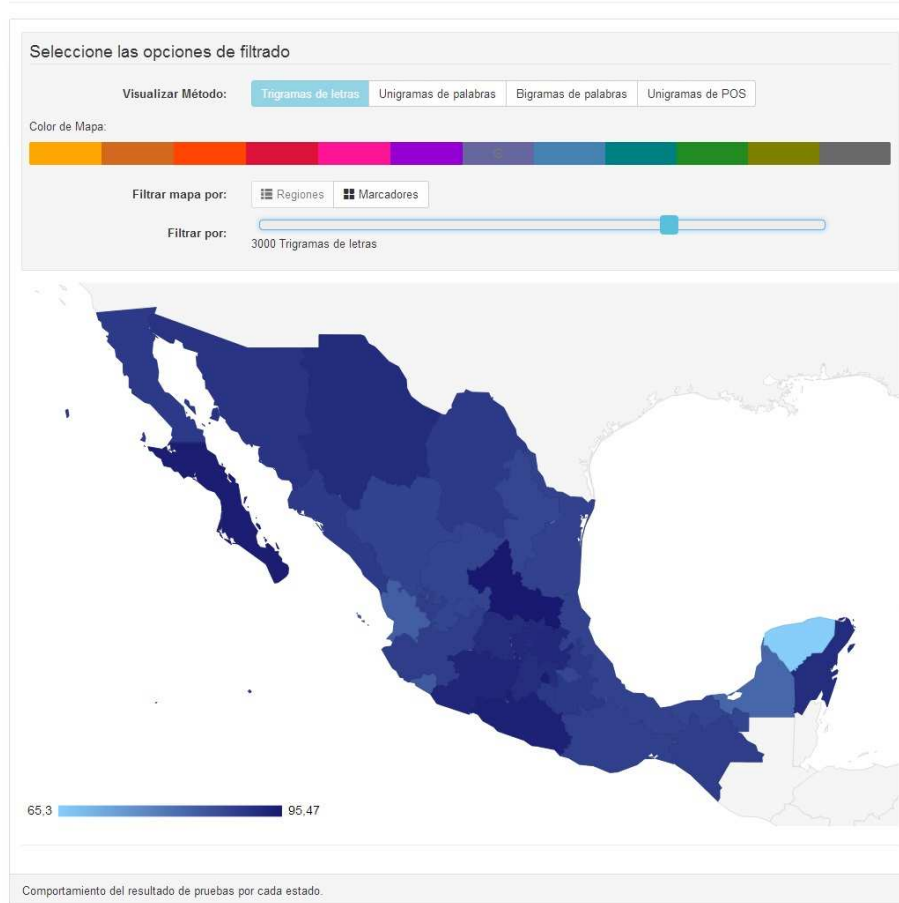 Seleccione las opciones de filtrado
Visualizar Método: Trigramas de letras Unigramas de palabras Bigramas de palabras Unigramas de POS
Color de Mapa:
Filtrar mapa por: Regiones Marcadores
Filtrar por:
3000 Trigramas de letras
65,3 95,47
Comportamiento del resultado de pruebas por cada estado.